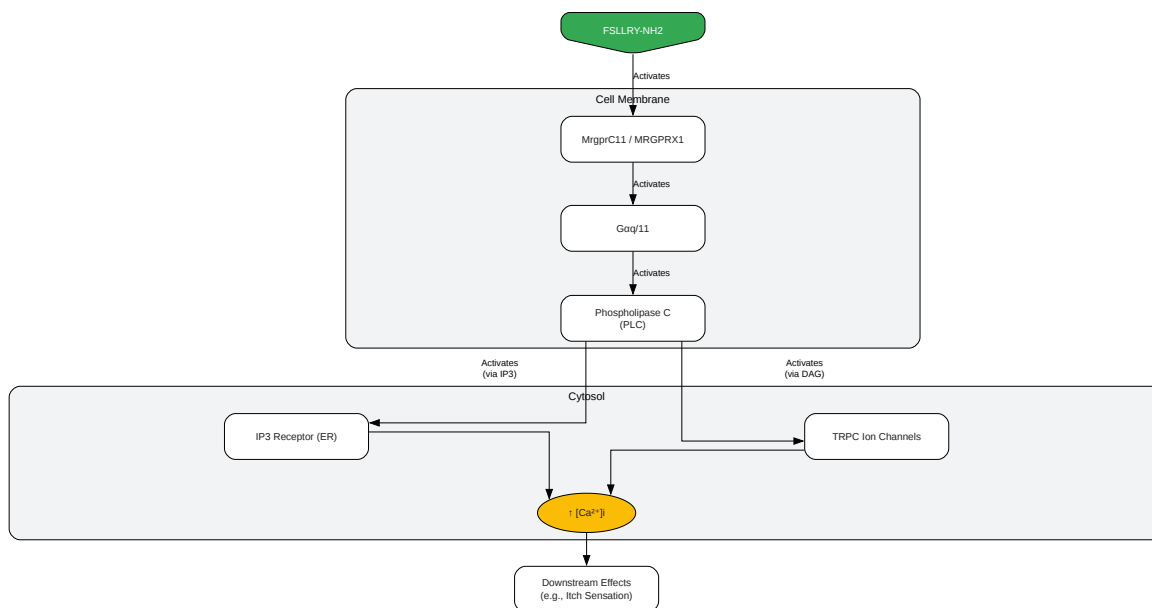 FSLLRY-NH2
Activates
Cell Membrane
MrgprC11 / MRGPRX1
Activates
Gαq/11
Activates
Phospholipase C
(PLC)
Activates
(via IP3)
Activates
(via DAG)
Cytosol
IP3 Receptor (ER)
TRPC Ion Channels
↑ [Ca²⁺]i
Downstream Effects
(e.g., Itch Sensation)